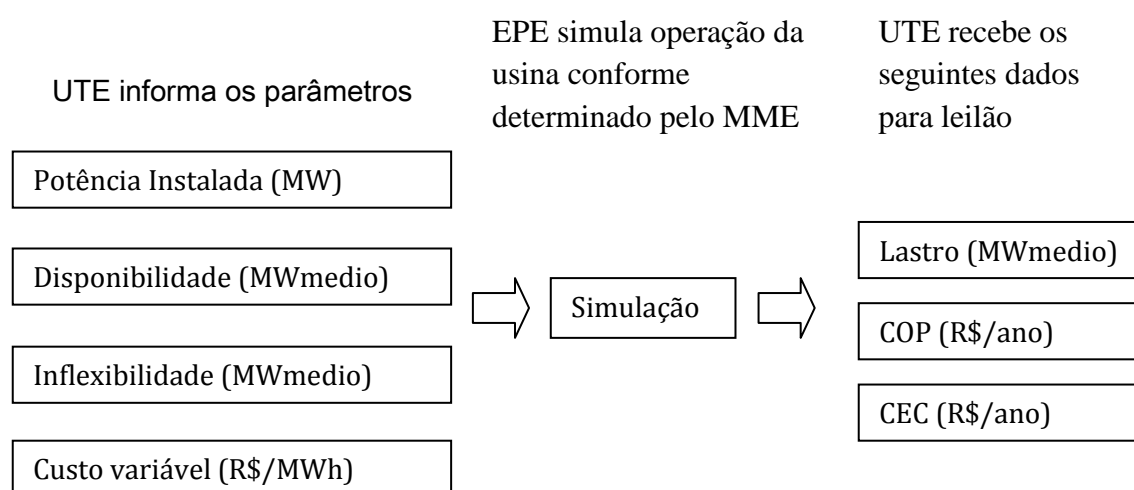 UTE informa os parâmetros
Potência Instalada (MW)
Disponibilidade (MWmedio)
Inflexibilidade (MWmedio)
Custo variável (R$/MWh)
EPE simula operação da
usina conforme
determinado pelo MME
Simulação
UTE recebe os
seguintes dados
para leilão
Lastro (MWmedio)
COP (R$/ano)
CEC (R$/ano)